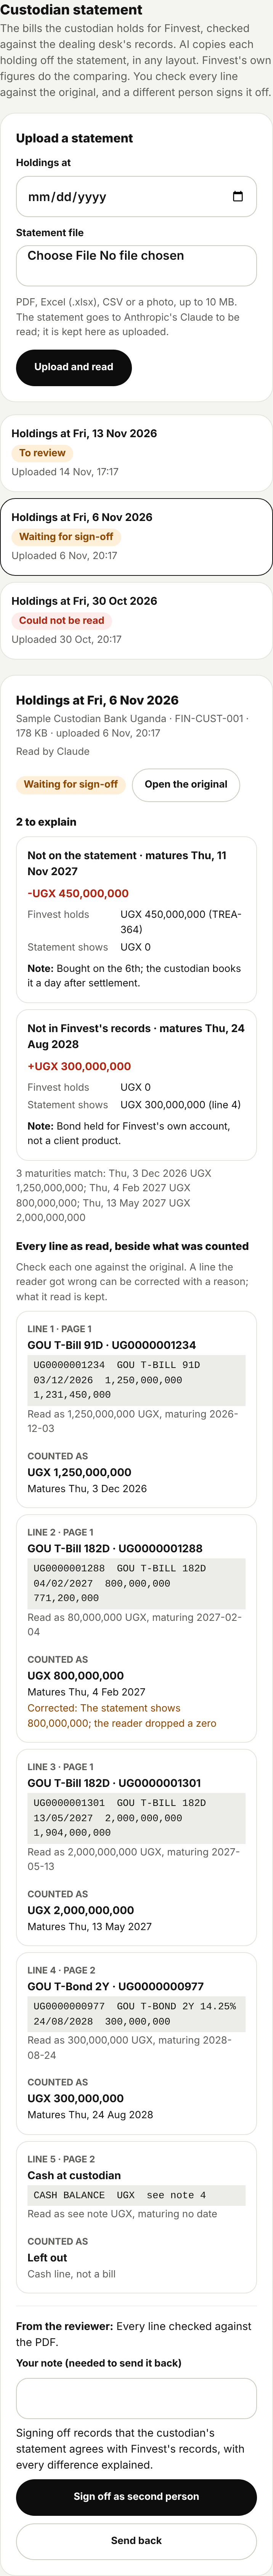 Custodian statement
The bills the custodian holds for Finvest, checked
against the dealing desk's records. AI copies each
holding off the statement, in any layout. Finvest's own
figures do the comparing. You check every line
against the original, and a different person signs it off.
Upload a statement
Holdings at
mm/dd/yyyy
Statement file
Choose File No file chosen
PDF, Excel (.xlsx), CSV or a photo, up to 10 MB.
The statement goes to Anthropic's Claude to be
read; it is kept here as uploaded.
Upload and read
Holdings at Fri, 13 Nov 2026
To review
Uploaded 14 Nov, 17:17
Holdings at Fri, 6 Nov 2026
Waiting for sign-off
Uploaded 6 Nov, 20:17
Holdings at Fri, 30 Oct 2026
Could not be read
Uploaded 30 Oct, 20:17
Holdings at Fri, 6 Nov 2026
Sample Custodian Bank Uganda · FIN-CUST-001 ·
178 KB · uploaded 6 Nov, 20:17
Read by Claude
Waiting for sign-off
Open the original
2 to explain
Not on the statement · matures Thu, 11
Nov 2027
-UGX 450,000,000
Finvest holds UGX 450,000,000 (TREA-
364)
Statement shows UGX 0
Note: Bought on the 6th; the custodian books
it a day after settlement.
Not in Finvest's records · matures Thu, 24
Aug 2028
+UGX 300,000,000
Finvest holds UGX 0
Statement shows UGX 300,000,000 (line 4)
Note: Bond held for Finvest's own account,
not a client product.
3 maturities match: Thu, 3 Dec 2026 UGX
1,250,000,000; Thu, 4 Feb 2027 UGX
800,000,000; Thu, 13 May 2027 UGX
2,000,000,000
Every line as read, beside what was counted
Check each one against the original. A line the
reader got wrong can be corrected with a reason;
what it read is kept.
LINE 1 · PAGE 1
GOU T-Bill 91D · UG0000001234
UG0000001234 GOU T-BILL 91D
03/12/2026 1,250,000,000
1,231,450,000
Read as 1,250,000,000 UGX, maturing 2026-
12-03
COUNTED AS
UGX 1,250,000,000
Matures Thu, 3 Dec 2026
LINE 2 · PAGE 1
GOU T-Bill 182D · UG0000001288
UG0000001288 GOU T-BILL 182D
04/02/2027 800,000,000
771,200,000
Read as 80,000,000 UGX, maturing 2027-02-
04
COUNTED AS
UGX 800,000,000
Matures Thu, 4 Feb 2027
Corrected: The statement shows
800,000,000; the reader dropped a zero
LINE 3 · PAGE 1
GOU T-Bill 182D · UG0000001301
UG0000001301 GOU T-BILL 182D
13/05/2027 2,000,000,000
1,904,000,000
Read as 2,000,000,000 UGX, maturing 2027-
05-13
COUNTED AS
UGX 2,000,000,000
Matures Thu, 13 May 2027
LINE 4 · PAGE 2
GOU T-Bond 2Y · UG0000000977
UG0000000977 GOU T-BOND 2Y 14.25%
24/08/2028 300,000,000
Read as 300,000,000 UGX, maturing 2028-
08-24
COUNTED AS
UGX 300,000,000
Matures Thu, 24 Aug 2028
LINE 5 · PAGE 2
Cash at custodian
CASH BALANCE UGX see note 4
Read as see note UGX, maturing no date
COUNTED AS
Left out
Cash line, not a bill
From the reviewer: Every line checked against
the PDF.
Your note (needed to send it back)
Signing off records that the custodian's
statement agrees with Finvest's records, with
every difference explained.
Sign off as second person
Send back